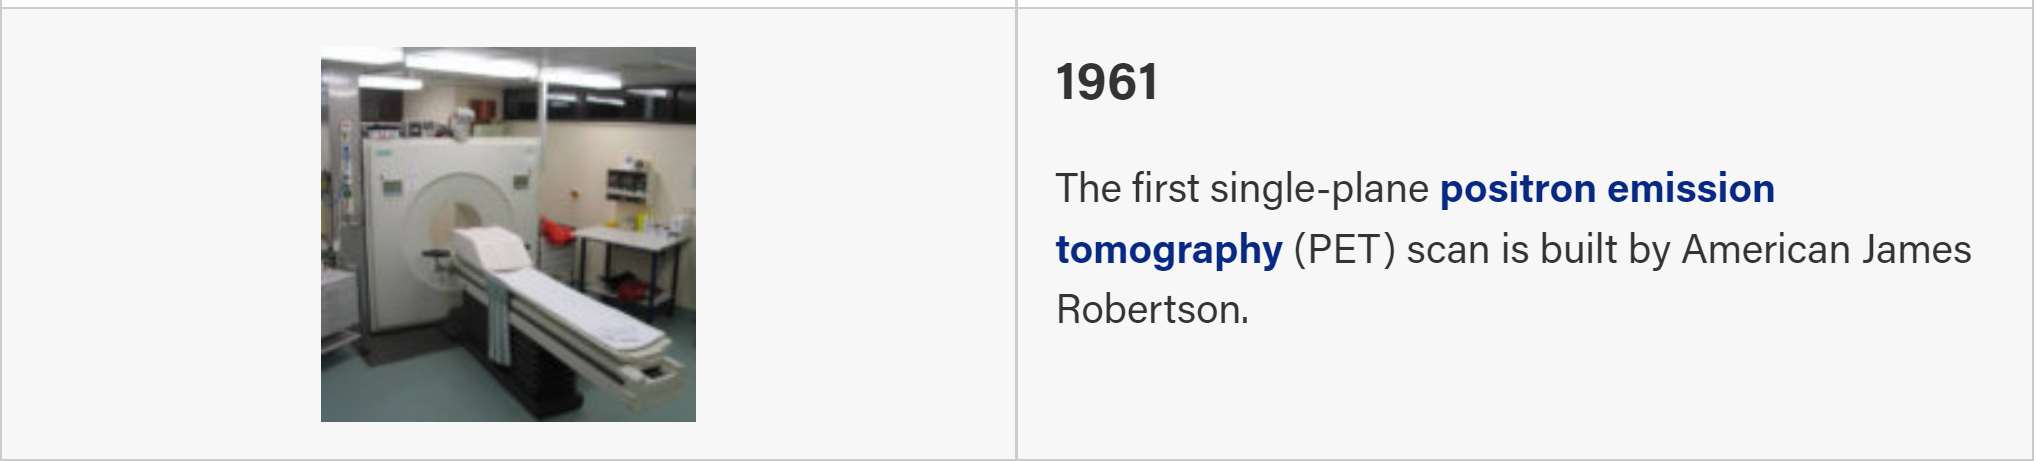 1961
The first single-plane positron emission
tomography (PET) scan is built by American James
Robertson.